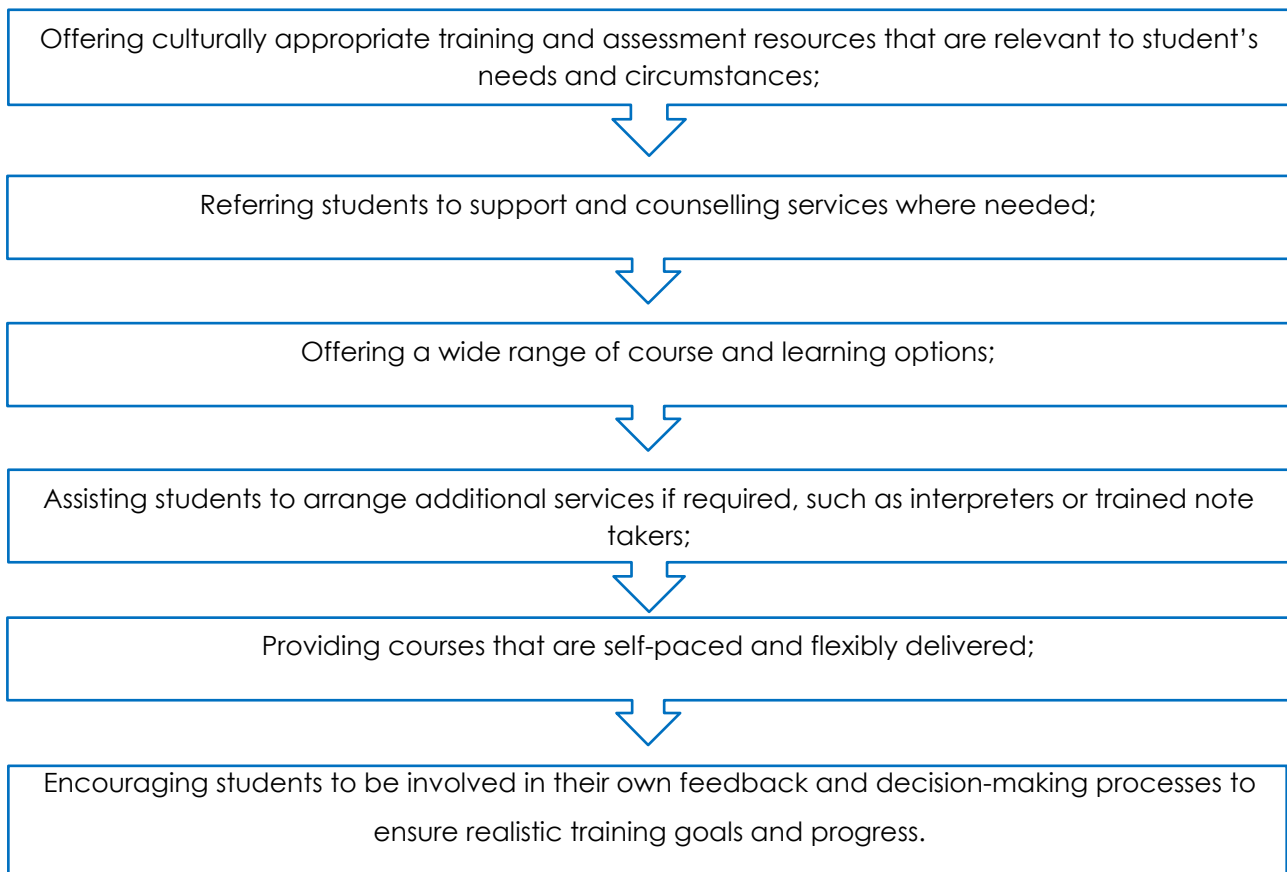 Offering culturally appropriate training and assessment resources that are relevant to student’s
needs and circumstances;
Referring students to support and counselling services where needed;
Offering a wide range of course and learning options;
Assisting students to arrange additional services if required, such as interpreters or trained note
takers;
Providing courses that are self-paced and flexibly delivered;
Encouraging students to be involved in their own feedback and decision-making processes to
ensure realistic training goals and progress.